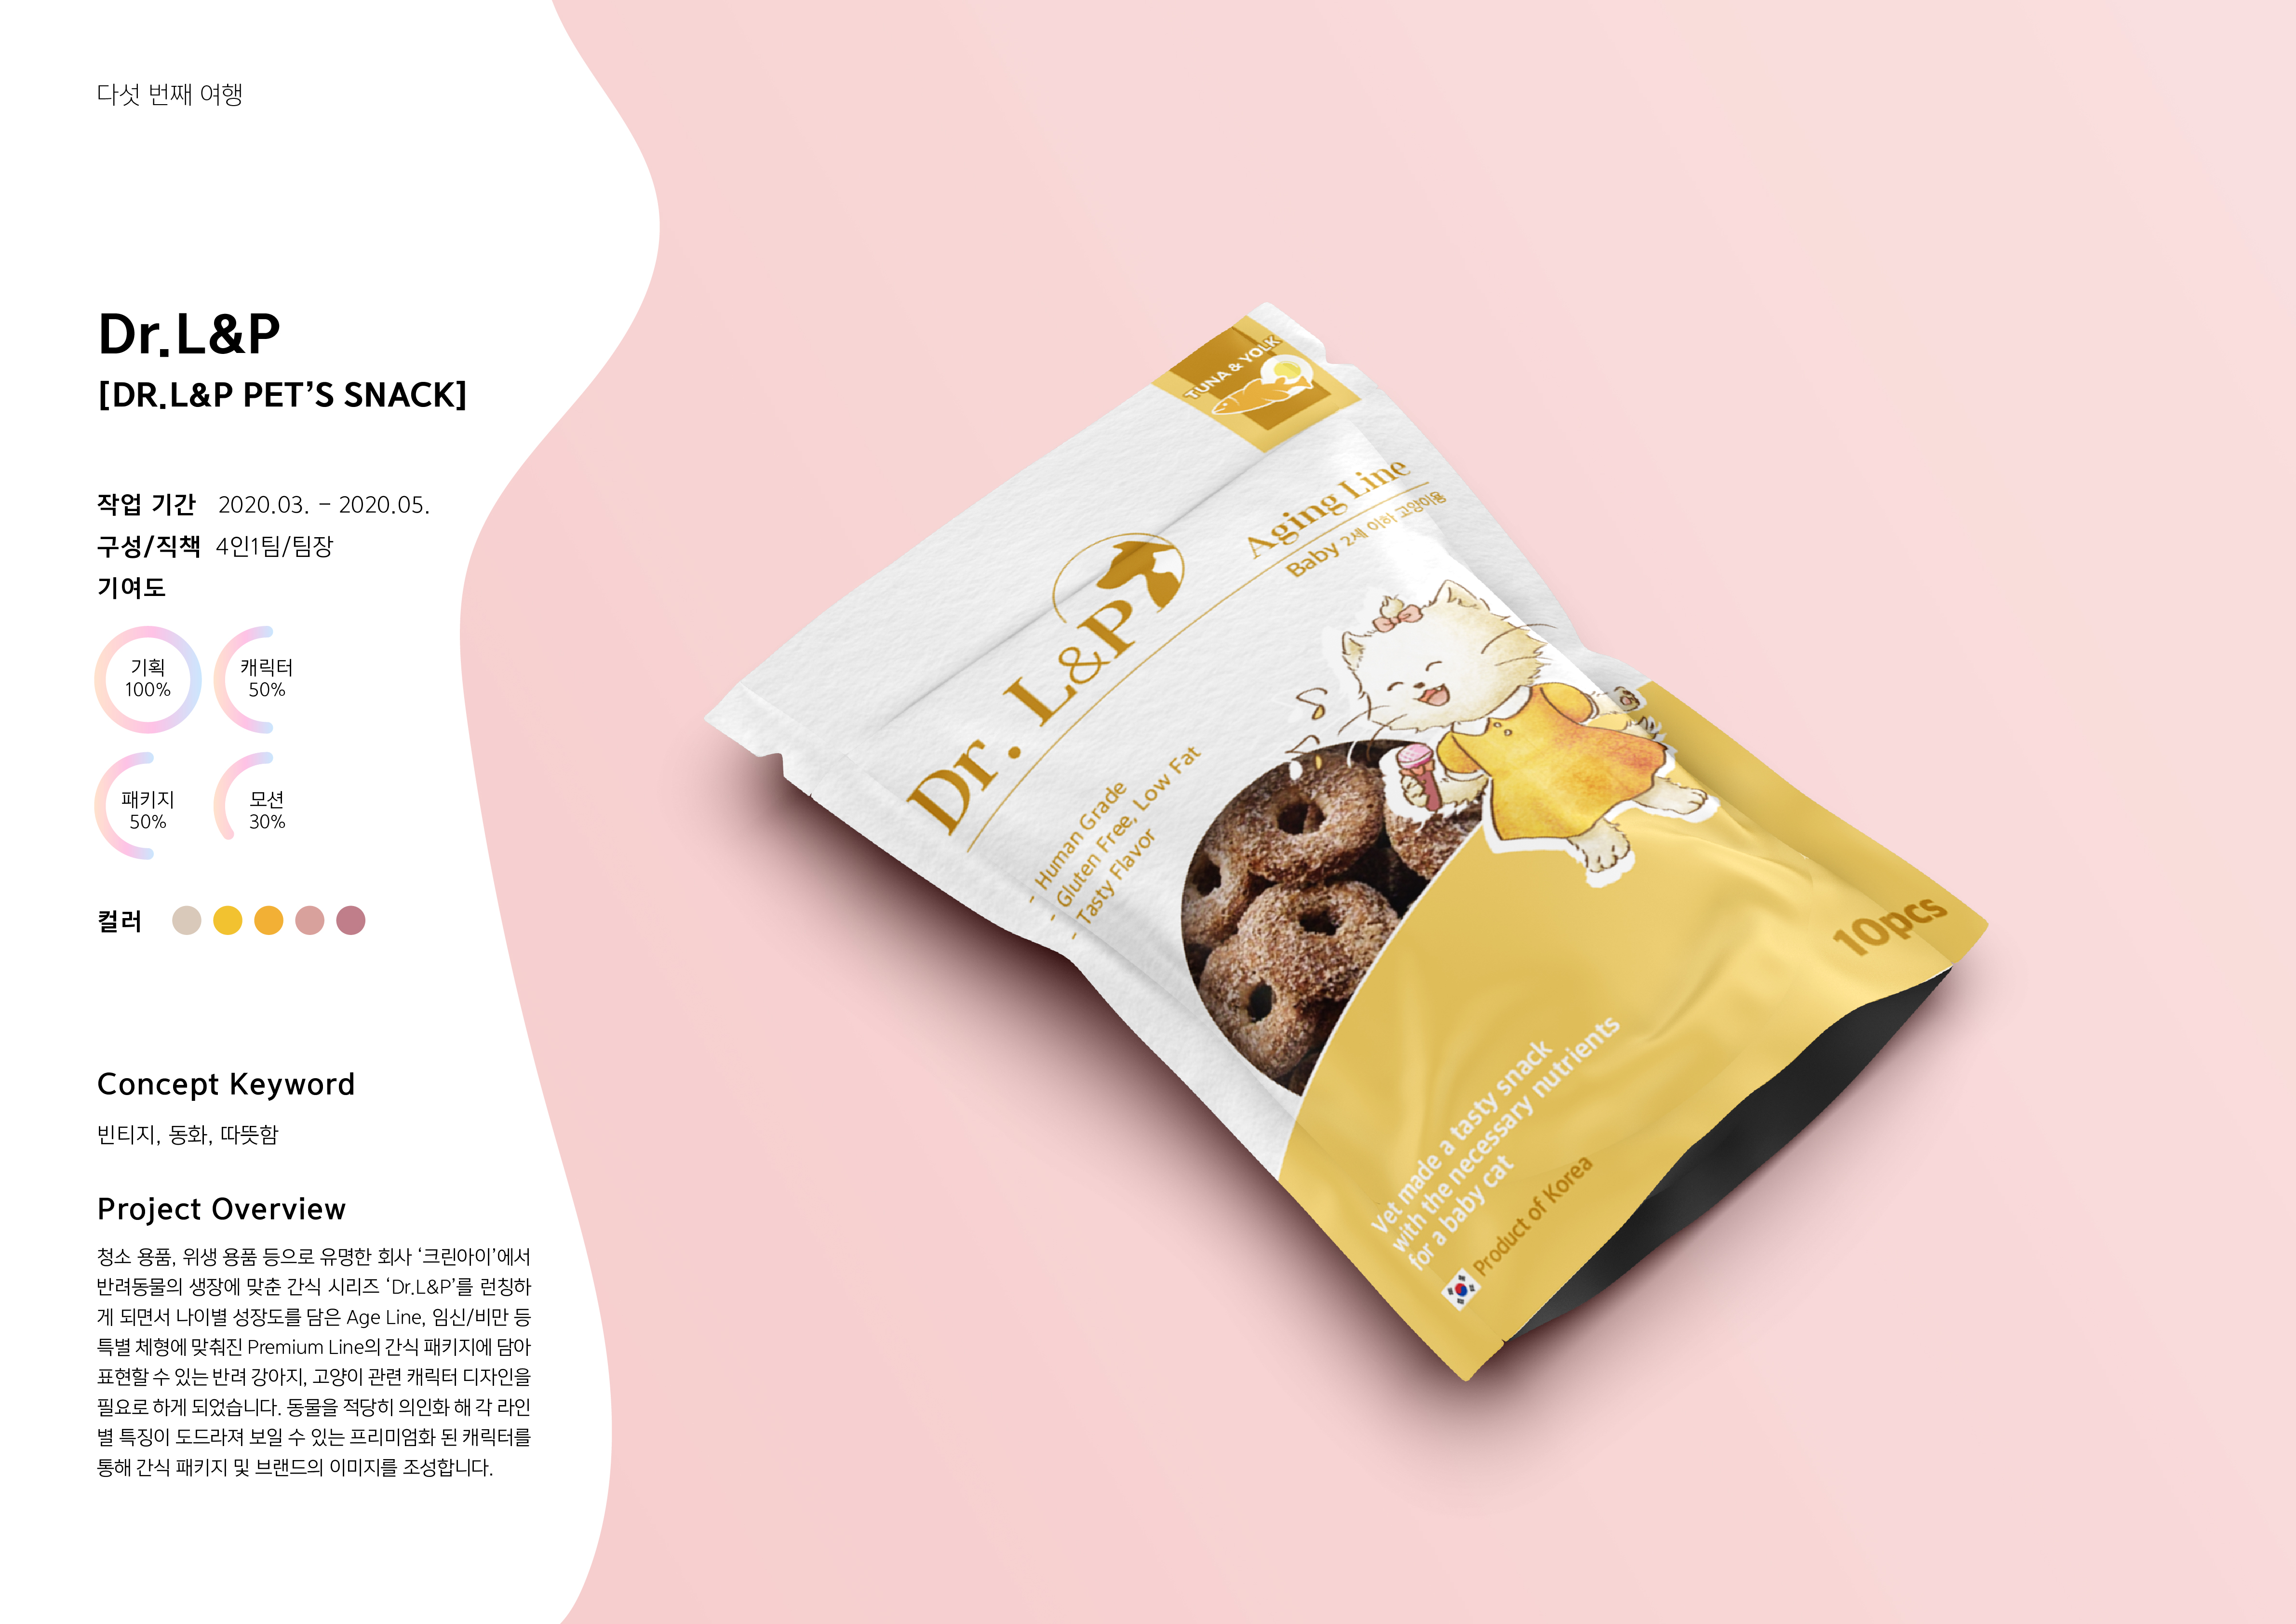 다섯 번째 여행
Dr.L&P
[DR.L&P PET’S SNACK]
작업 기간 2020.03. – 2020.05.
구성/직책 4인1팀/팀장
기여도
기획
100%
캐릭터
50%
패키지
50%
모션
30%
컬러
Concept Keyword
빈티지, 동화, 따뜻함
Project Overview
청소 용품, 위생 용품 등으로 유명한 회사 ‘크린아이’에서
반려동물의 생장에 맞춘 간식 시리즈 ‘Dr.L&P’를 런칭하
게 되면서 나이별 성장도를 담은 Age Line, 임신/비만 등
특별 체형에 맞춰진 Premium Line의 간식 패키지에 담아
표현할 수 있는 반려 강아지, 고양이 관련 캐릭터 디자인을
필요로 하게 되었습니다. 동물을 적당히 의인화 해 각 라인
별 특징이 도드라져 보일 수 있는 프리미엄화 된 캐릭터를
통해 간식 패키지 및 브랜드의 이미지를 조성합니다.
TUNA & YOLK
Aging Line
Baby 2세 이하 고양이용
Dr. L&P
- Human Grade
- Gluten Free, Low Fat
- Tasty Flavor
10pcs
Vet made a tasty snack
with the necessary nutrients
for a baby cat
Product of Korea